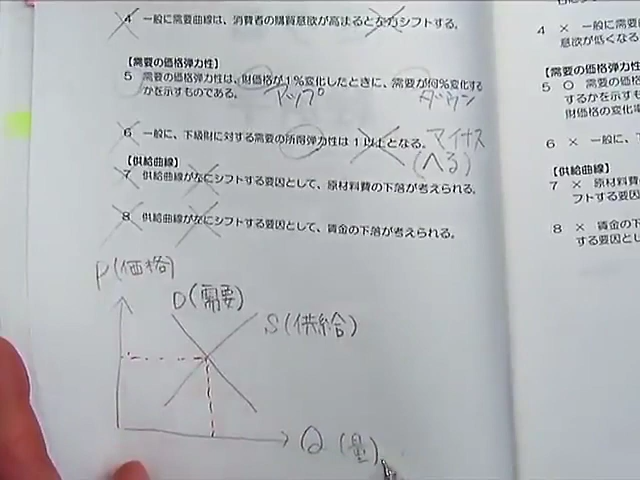 4 一般に需要曲線は、消費者の購買意欲が高まると左方シフトする。
【需要の価格弾力性】
5 需要の価格弾力性は、財価格が1％変化したときに、需要が何％変化する
かを示すものである。
アップ ダウン
6 一般に、下級財に対する需要の所得弾力性は1以上となる。 マイナス
(へる)
【供給曲線】
7 供給曲線が左にシフトする要因として、原材料費の下落が考えられる。
8 供給曲線が左にシフトする要因として、賃金の下落が考えられる。
P(価格)
D(需要)
S(供給)
Q (量)
4 × 一般に需
意欲が低くな
【需要の価格弾
5 ○ 需要の価格
するかを示すも
財価格の変化率
6 × 一般に、下
【供給曲線】
7 × 原材料費
フトする要
8 × 賃金の下
する要因と